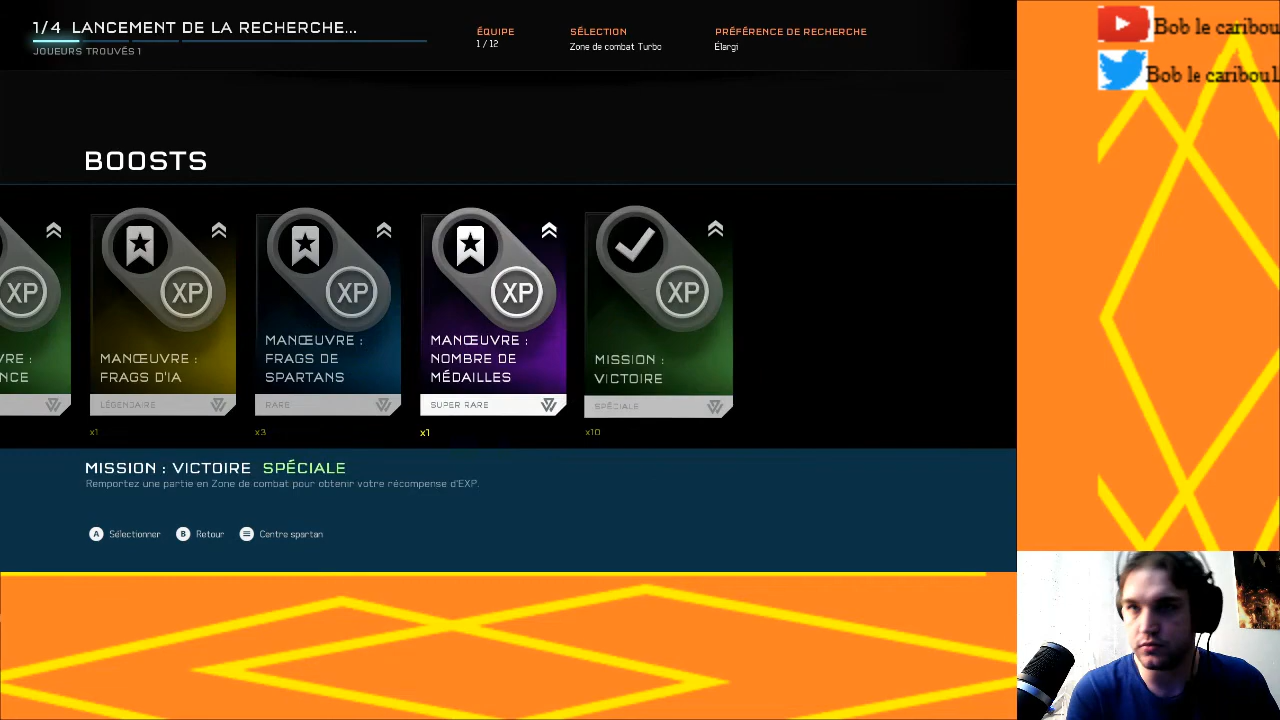 1/4 LANCEMENT DE LA RECHERCHE...
JOUEURS TROUVÉS 1
ÉQUIPE
1 / 12
SÉLECTION
Zone de combat Turbo
PRÉFÉRENCE DE RECHERCHE
Élargi
Bob le caribou
Bob le caribou1
BOOSTS
XP
XP
XP
XP
XP
VRE :
NCE
MANŒUVRE :
FRAGS D'IA
MANŒUVRE :
FRAGS DE
SPARTANS
MANŒUVRE :
NOMBRE DE
MÉDAILLES
MISSION :
VICTOIRE
LÉGENDAIRE
RARE
SUPER RARE
SPÉCIALE
x1
x3
x1
x10
MISSION : VICTOIRE SPÉCIALE
Remportez une partie en Zone de combat pour obtenir votre récompense d'EXP.
A Sélectionner B Retour Centre spartan